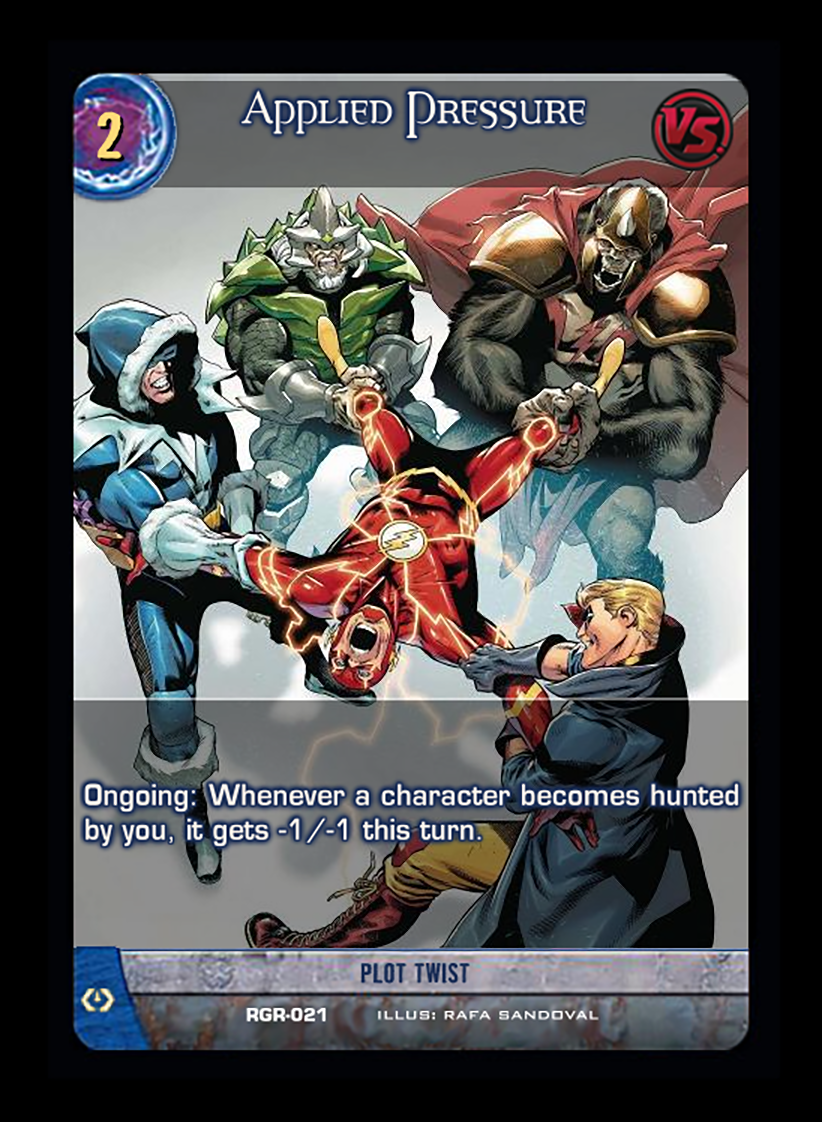 2
Applied Pressure
VS.
Ongoing: Whenever a character becomes hunted
by you, it gets -1/-1 this turn.
PLOT TWIST
RGR-021 ILLUS: RAFA SANDOVAL